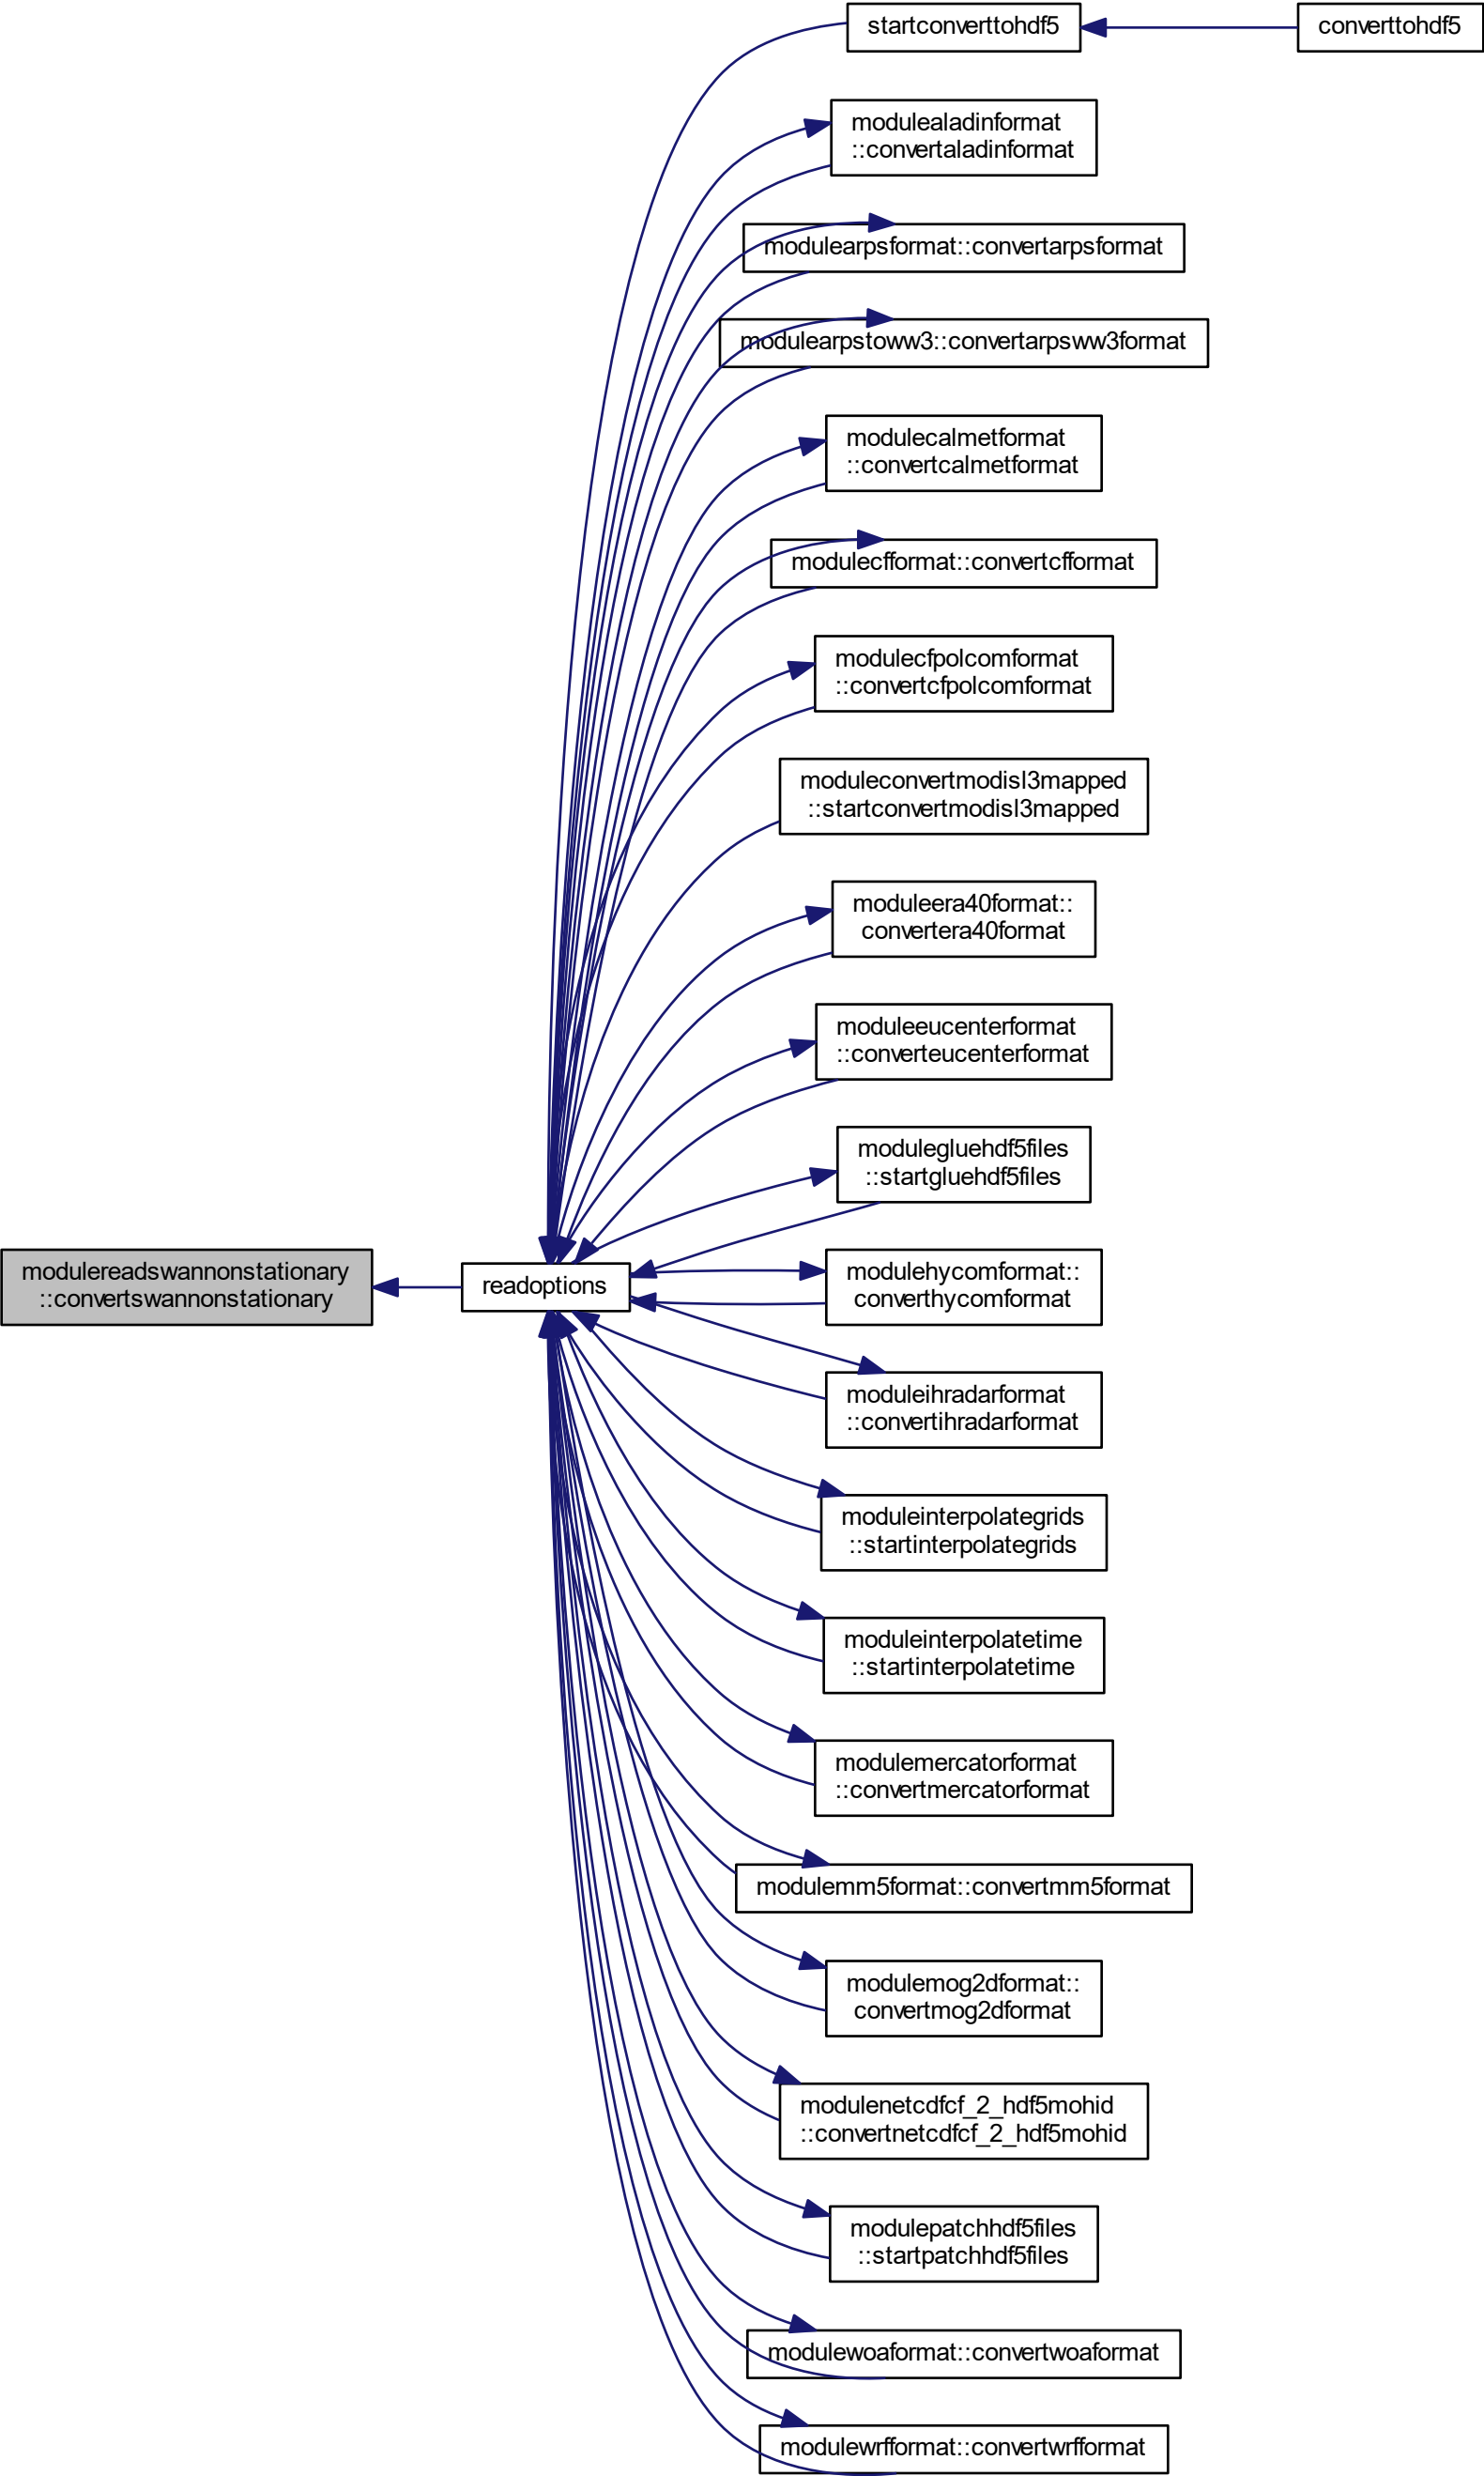 startconverttohdf5
converttohdf5
modulealadinformat
::convertaladinformat
modulearpsformat::convertarpsformat
modulearpstoww3::convertarpsww3format
modulecalmetformat
::convertcalmetformat
modulecfformat::convertcfformat
modulecfpolcomformat
::convertcfpolcomformat
moduleconvertmodisl3mapped
::startconvertmodisl3mapped
moduleera40format::
convertera40format
moduleeucenterformat
::converteucenterformat
modulegluehdf5files
::startgluehdf5files
modulereadswannonstationary
::convertswannonstationary
readoptions
modulehycomformat::
converthycomformat
moduleihradarformat
::convertihradarformat
moduleinterpolategrids
::startinterpolategrids
moduleinterpolatetime
::startinterpolatetime
modulemercatorformat
::convertmercatorformat
modulemm5format::convertmm5format
modulemog2dformat::
convertmog2dformat
modulenetcdfcf_2_hdf5mohid
::convertnetcdfcf_2_hdf5mohid
modulepatchhdf5files
::startpatchhdf5files
modulewoaformat::convertwoaformat
modulewrfformat::convertwrfformat